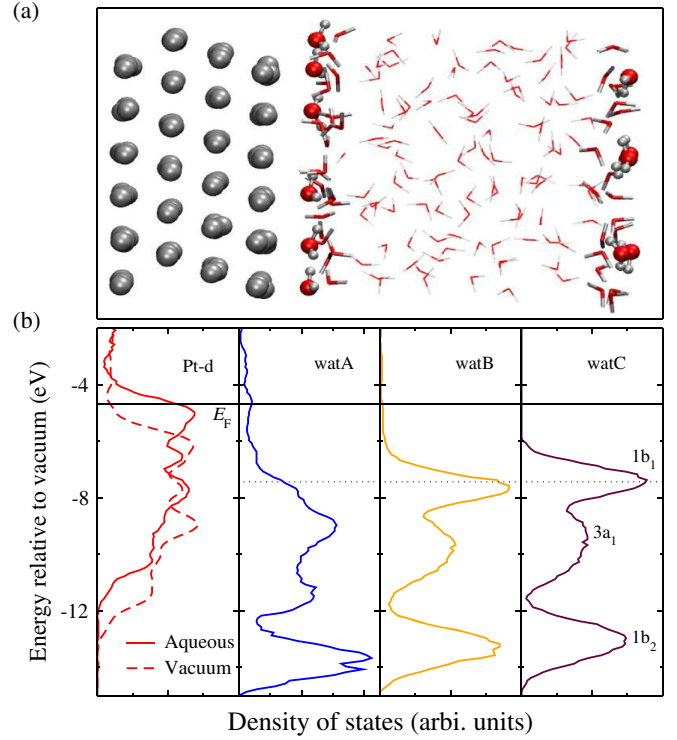 (a)
(b)
Pt-d
watA
watB
watC
-4
E_F
1b_1
-8
3a_1
-12
1b_2
Aqueous
Vacuum
Energy relative to vacuum (eV)
Density of states (arbi. units)